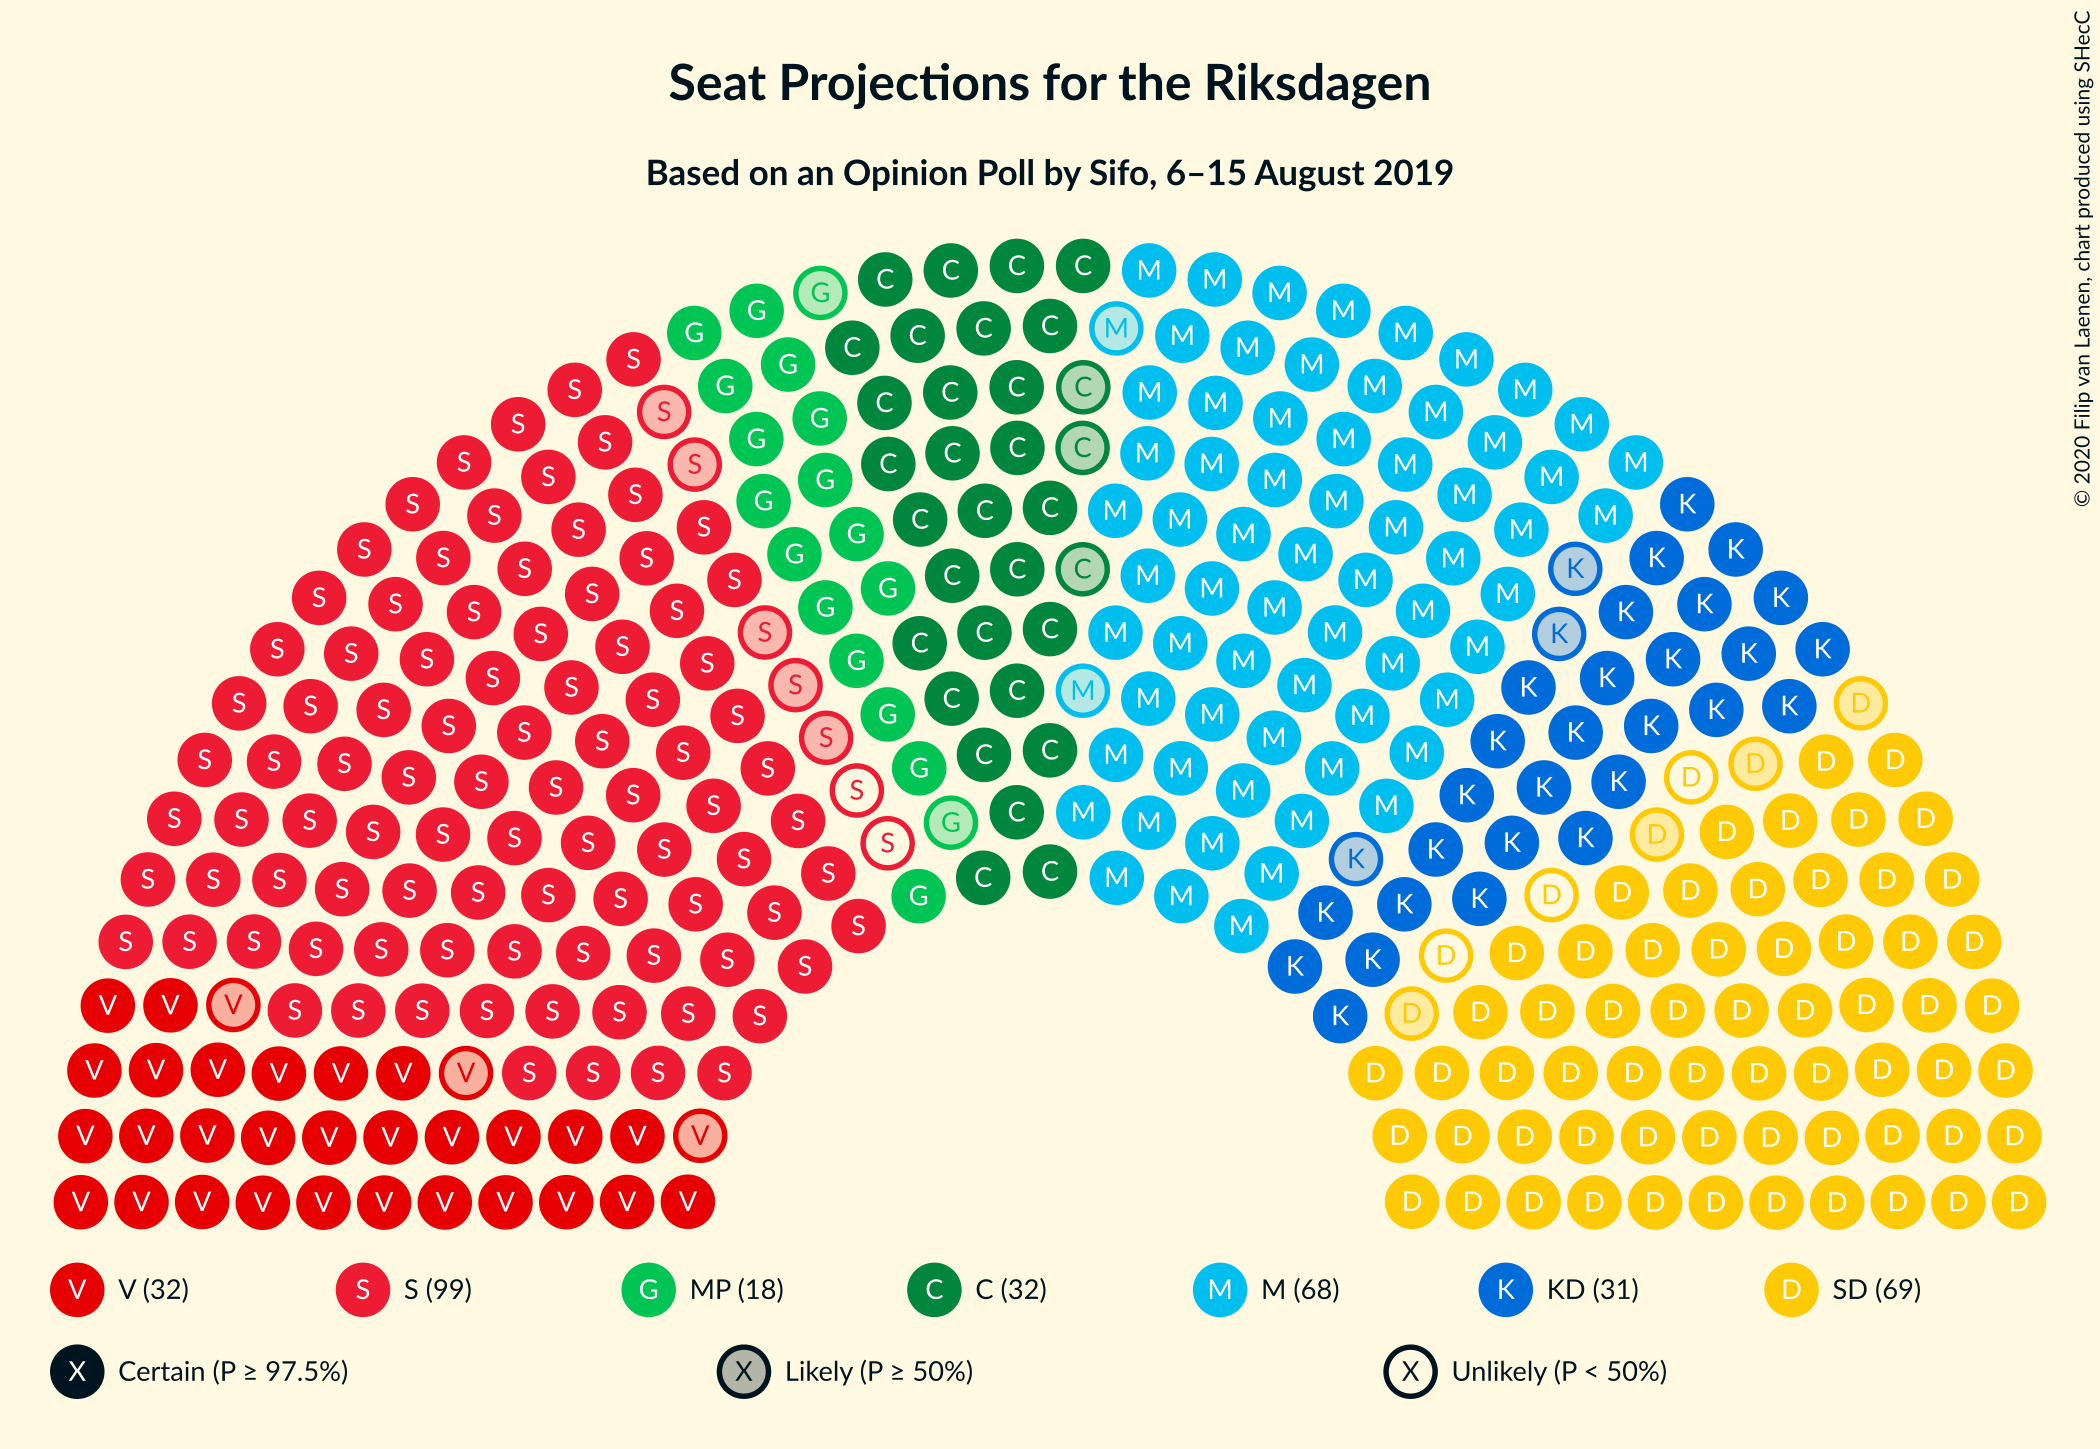 Seat Projections for the Riksdagen
Based on an Opinion Poll by Sifo, 6–15 August 2019
© 2020 Filip van Laenen, chart produced using SHecC
V V (32) S S (99) G MP (18) C C (32) M M (68) K KD (31) D SD (69)
X Certain (P ≥ 97.5%) X Likely (P ≥ 50%) X Unlikely (P < 50%)